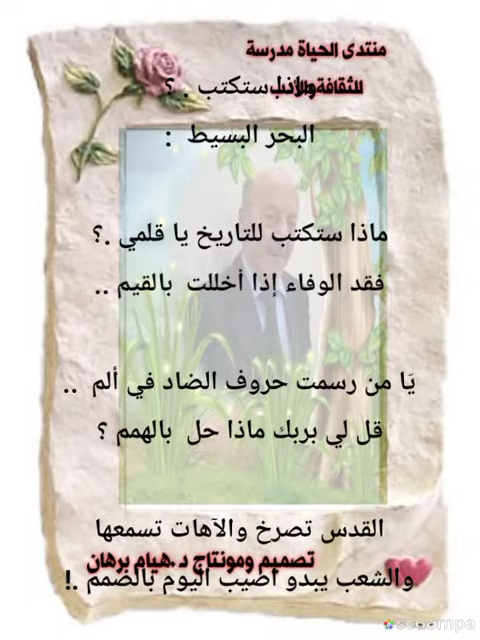 منتدى الحياة مدرسة
للثقافة والأدب
ماذا ستكتب . ؟
البحر البسيط :
ماذا ستكتب للتاريخ يا قلمي .؟
فقد الوفاء إذا أخللت بالقيم ..
يَا من رسمت حروف الضاد في ألم ..
قل لي بربك ماذا حل بالهمم ؟
القدس تصرخ والآهات تسمعها
تصميم ومونتاج د.هيام برهان
والشعب يبدو أصيب اليوم بالصمم .!
scoompa